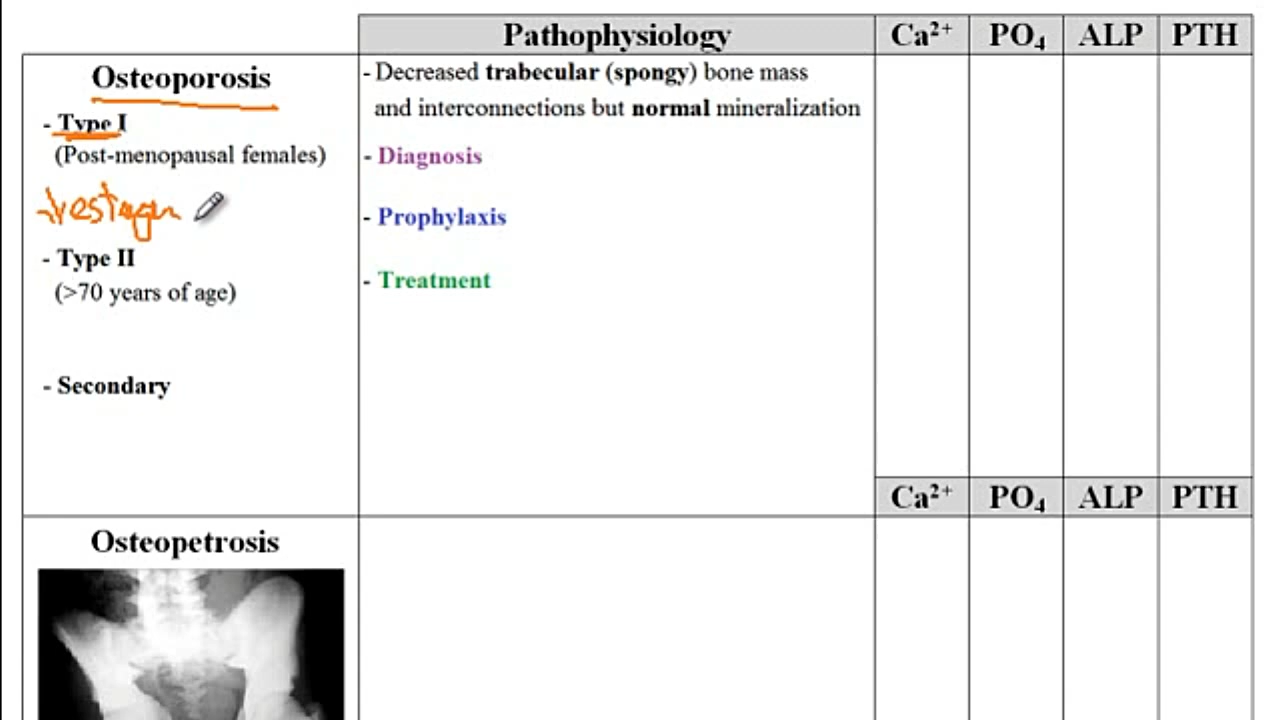 Pathophysiology Ca²⁺ PO₄ ALP PTH
Osteoporosis
- Type I
(Post-menopausal females)
- Type II
(>70 years of age)
- Secondary
- Decreased trabecular (spongy) bone mass
and interconnections but normal mineralization
- Diagnosis
- Prophylaxis
- Treatment
Ca²⁺ PO₄ ALP PTH
Osteopetrosis